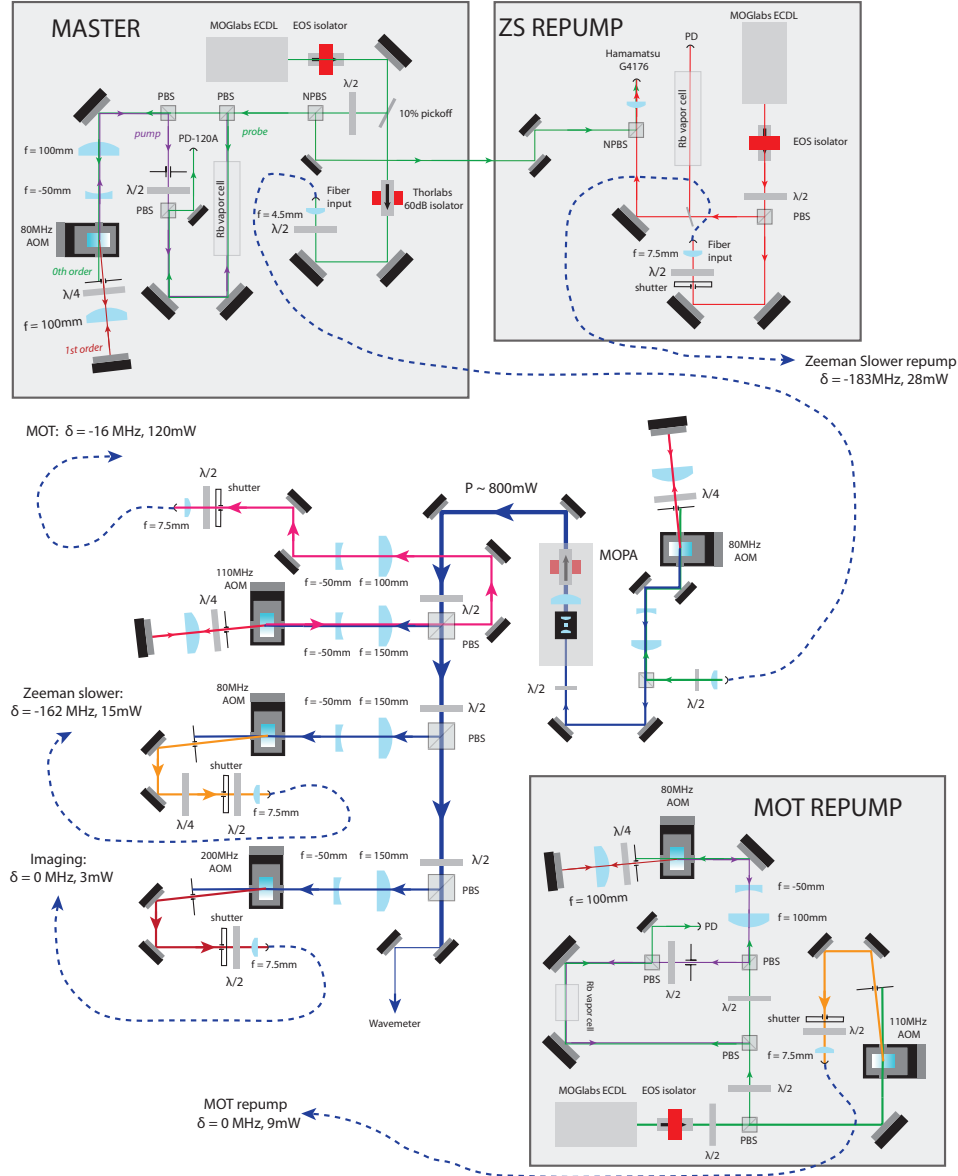 MASTER
MOGlabs ECDL
EOS isolator
λ/2
PBS
PBS
NPBS
10% pickoff
pump
probe
PD-120A
f = 100mm
f = -50mm
λ/2
PBS
Rb vapor cell
Fiber
input
f = 4.5mm
λ/2
Thorlabs
60dB isolator
80MHz
AOM
0th order
λ/4
f = 100mm
1st order
ZS REPUMP
MOGlabs ECDL
PD
Hamamatsu
G4176
NPBS
Rb vapor cell
EOS isolator
λ/2
PBS
f = 7.5mm
Fiber
input
λ/2
shutter
Zeeman Slower repump
δ = -183MHz, 28mW
MOT: δ = -16 MHz, 120mW
λ/2
shutter
f = 7.5mm
P ~ 800mW
MOPA
λ/4
80MHz
AOM
f = -50mm
f = 100mm
110MHz
AOM
λ/4
f = -50mm
f = 150mm
λ/2
PBS
λ/2
λ/2
Zeeman slower:
δ = -162 MHz, 15mW
80MHz
AOM
f = -50mm
f = 150mm
λ/2
PBS
shutter
λ/4
λ/2
f = 7.5mm
Imaging:
δ = 0 MHz, 3mW
200MHz
AOM
f = -50mm
f = 150mm
λ/2
PBS
shutter
λ/2
f = 7.5mm
Wavemeter
MOT REPUMP
80MHz
AOM
λ/4
f = 100mm
f = -50mm
f = 100mm
PD
PBS
λ/2
PBS
Rb vapor
cell
λ/2
PBS
shutter
λ/2
f = 7.5mm
110MHz
AOM
MOGlabs ECDL
EOS isolator
λ/2
λ/2
PBS
MOT repump
δ = 0 MHz, 9mW